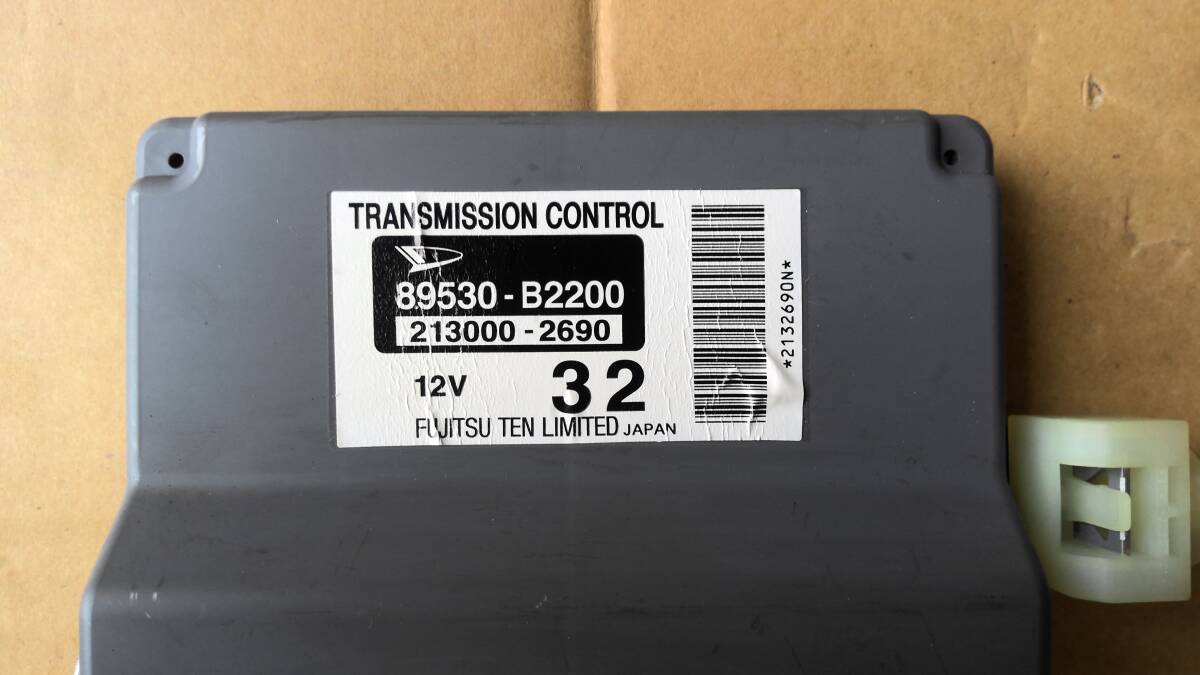 TRANSMISSION CONTROL
89530-B2200
213000-2690
12V 32
FUJITSU TEN LIMITED JAPAN
*2132690N*